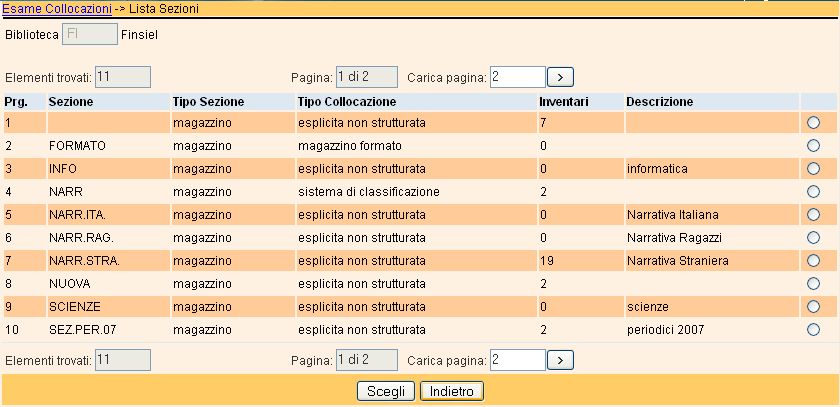 Esame Collocazioni -> Lista Sezioni
Biblioteca FI Finsiel
Elementi trovati: 11 Pagina: 1 di 2 Carica pagina: 2 >
Prg. Sezione Tipo Sezione Tipo Collocazione Inventari Descrizione
1 magazzino esplicita non strutturata 7
2 FORMATO magazzino magazzino formato 0
3 INFO magazzino esplicita non strutturata 0 informatica
4 NARR magazzino sistema di classificazione 2
5 NARR.ITA. magazzino esplicita non strutturata 0 Narrativa Italiana
6 NARR.RAG. magazzino esplicita non strutturata 0 Narrativa Ragazzi
7 NARR.STRA. magazzino esplicita non strutturata 19 Narrativa Straniera
8 NUOVA magazzino esplicita non strutturata 2
9 SCIENZE magazzino esplicita non strutturata 0 scienze
10 SEZ.PER.07 magazzino esplicita non strutturata 2 periodici 2007
Elementi trovati: 11 Pagina: 1 di 2 Carica pagina: 2 >
Scegli Indietro